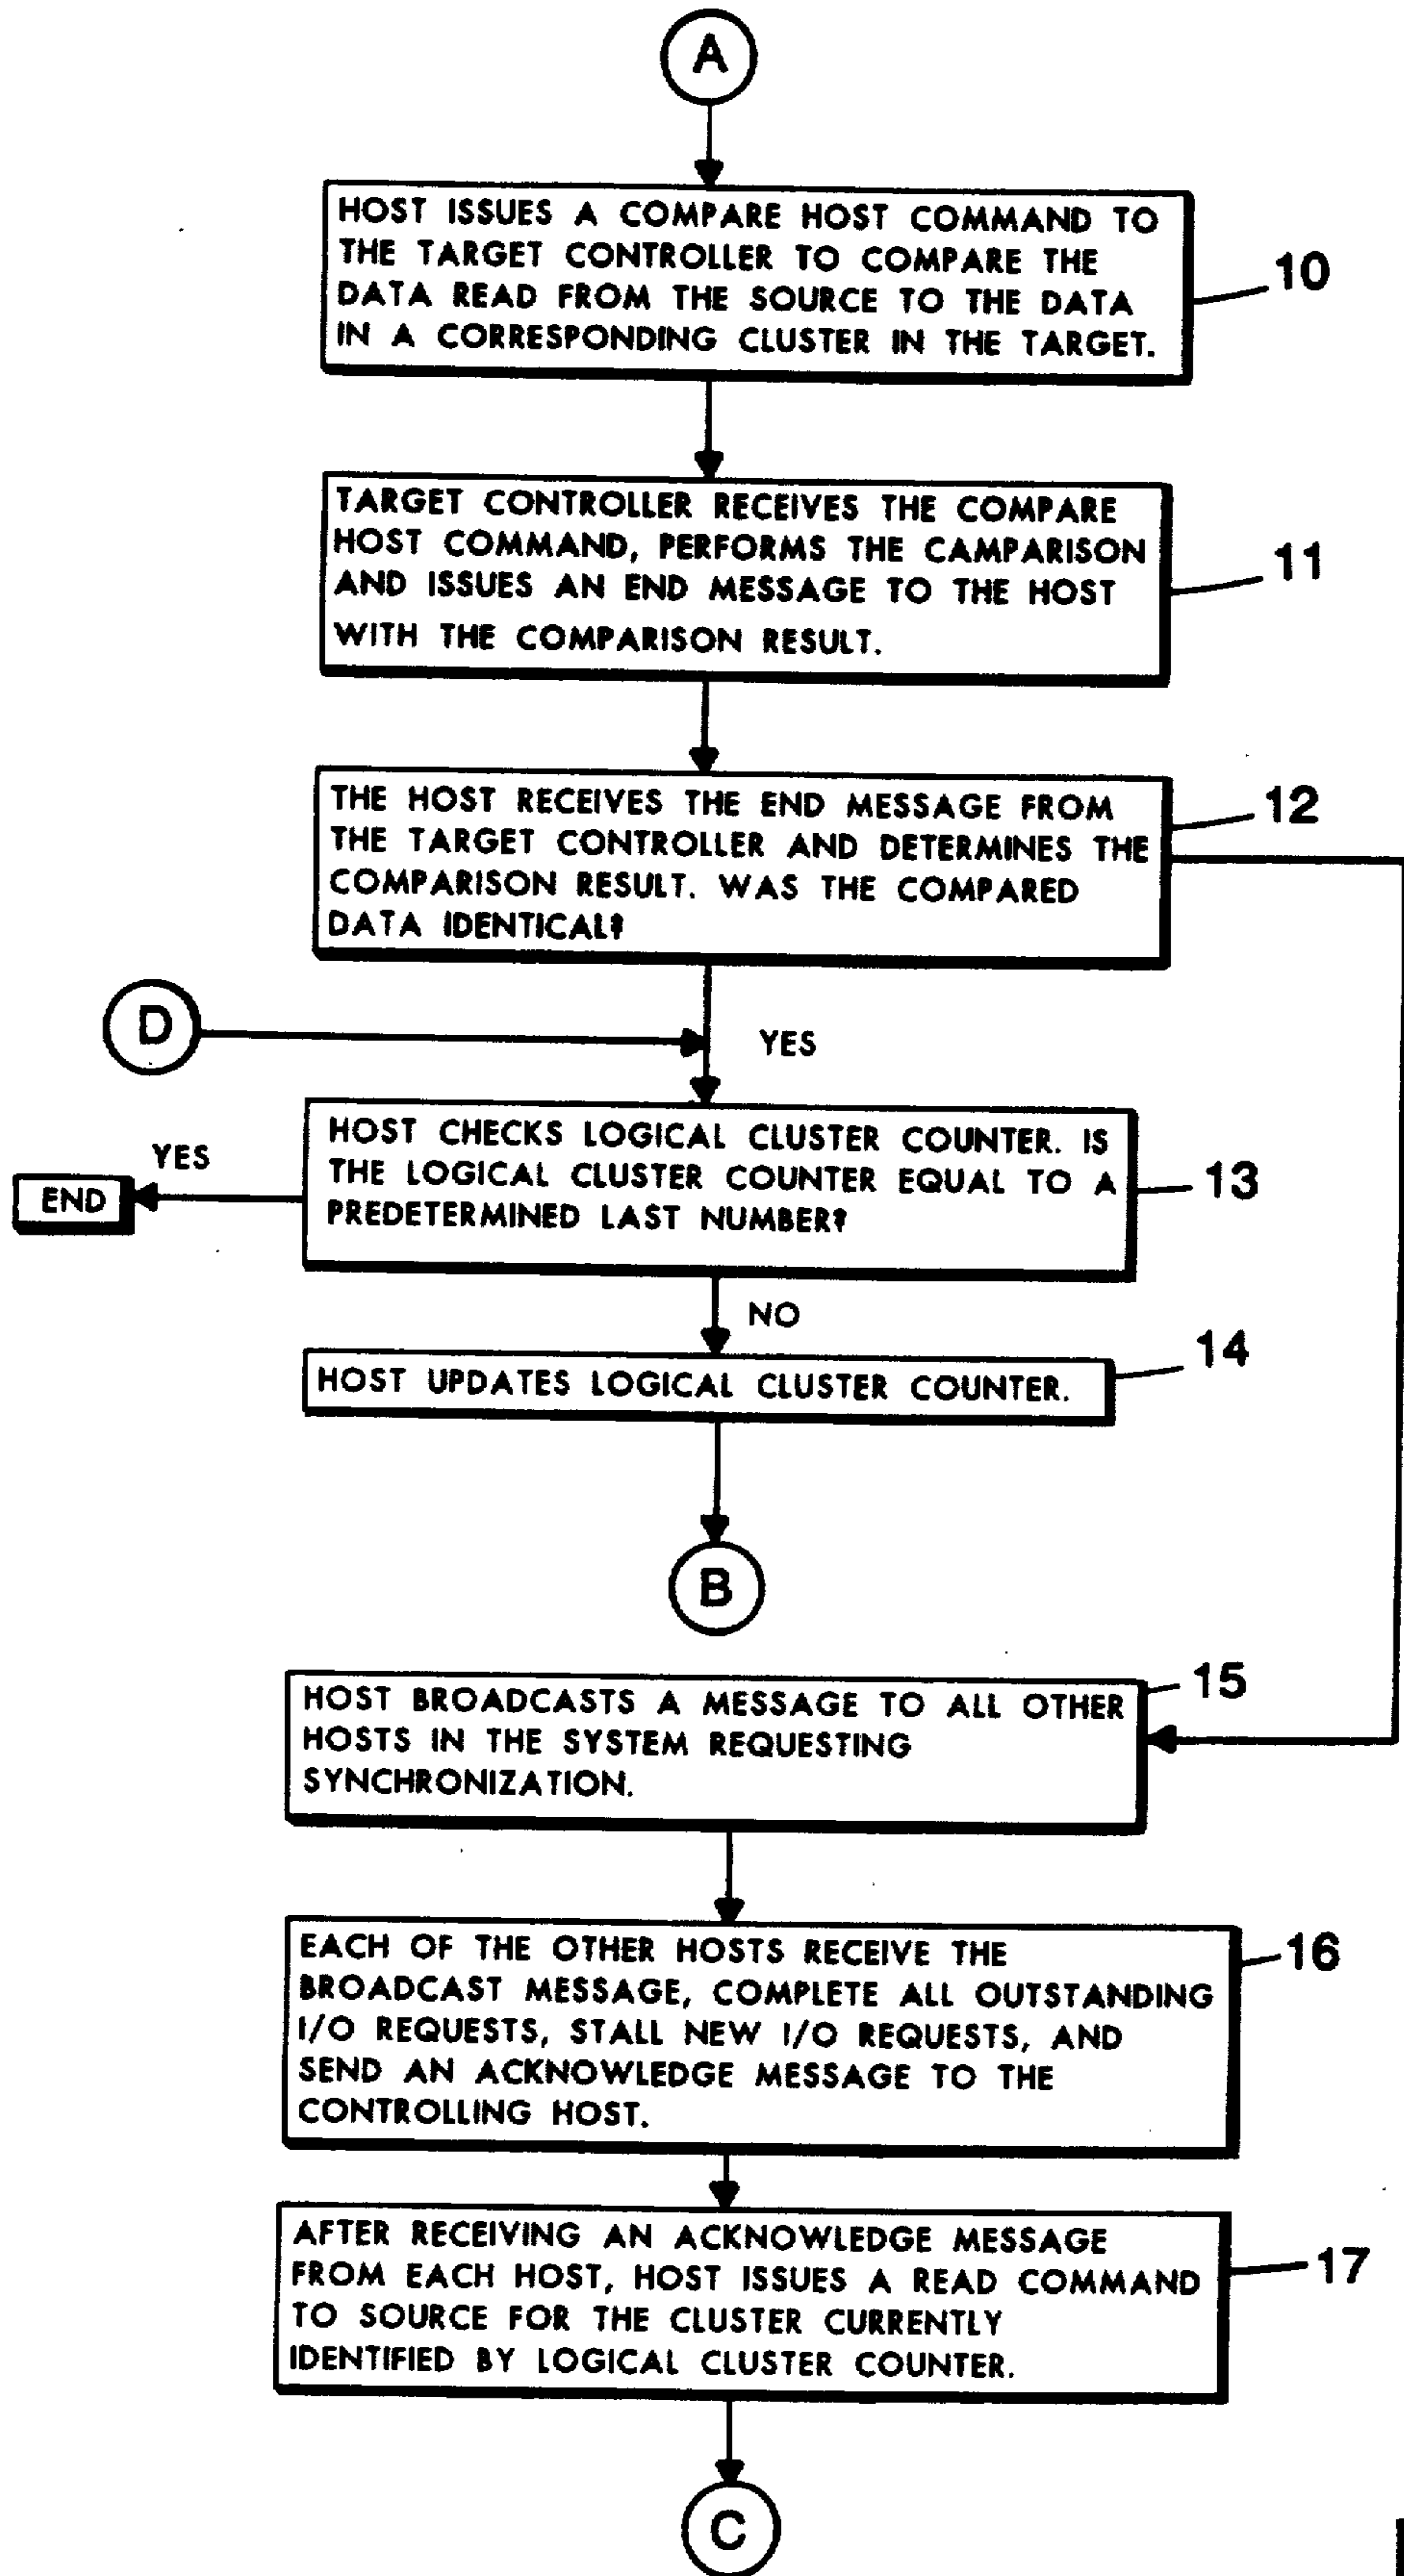 A
HOST ISSUES A COMPARE HOST COMMAND TO
THE TARGET CONTROLLER TO COMPARE THE
DATA READ FROM THE SOURCE TO THE DATA
IN A CORRESPONDING CLUSTER IN THE TARGET.
10
TARGET CONTROLLER RECEIVES THE COMPARE
HOST COMMAND, PERFORMS THE CAMPARISON
AND ISSUES AN END MESSAGE TO THE HOST
WITH THE COMPARISON RESULT.
11
THE HOST RECEIVES THE END MESSAGE FROM
THE TARGET CONTROLLER AND DETERMINES THE
COMPARISON RESULT. WAS THE COMPARED
DATA IDENTICAL?
12
D
YES
HOST CHECKS LOGICAL CLUSTER COUNTER. IS
THE LOGICAL CLUSTER COUNTER EQUAL TO A
PREDETERMINED LAST NUMBER?
13
YES
END
NO
HOST UPDATES LOGICAL CLUSTER COUNTER.
14
B
HOST BROADCASTS A MESSAGE TO ALL OTHER
HOSTS IN THE SYSTEM REQUESTING
SYNCHRONIZATION.
15
EACH OF THE OTHER HOSTS RECEIVE THE
BROADCAST MESSAGE, COMPLETE ALL OUTSTANDING
I/O REQUESTS, STALL NEW I/O REQUESTS, AND
SEND AN ACKNOWLEDGE MESSAGE TO THE
CONTROLLING HOST.
16
AFTER RECEIVING AN ACKNOWLEDGE MESSAGE
FROM EACH HOST, HOST ISSUES A READ COMMAND
TO SOURCE FOR THE CLUSTER CURRENTLY
IDENTIFIED BY LOGICAL CLUSTER COUNTER.
17
C